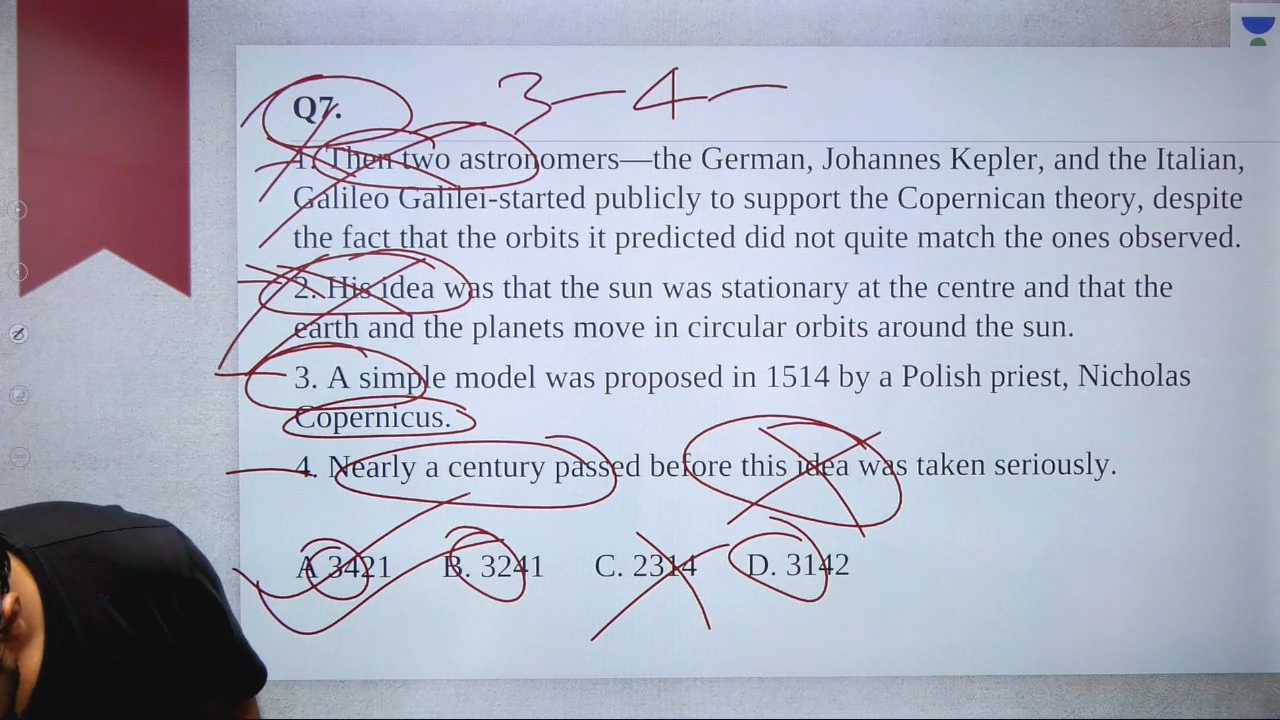 Q7. 3-4-
1. Then two astronomers—the German, Johannes Kepler, and the Italian,
Galileo Galilei-started publicly to support the Copernican theory, despite
the fact that the orbits it predicted did not quite match the ones observed.
2. His idea was that the sun was stationary at the centre and that the
earth and the planets move in circular orbits around the sun.
3. A simple model was proposed in 1514 by a Polish priest, Nicholas
Copernicus.
4. Nearly a century passed before this idea was taken seriously.
A 3421 B. 3241 C. 2314 D. 3142